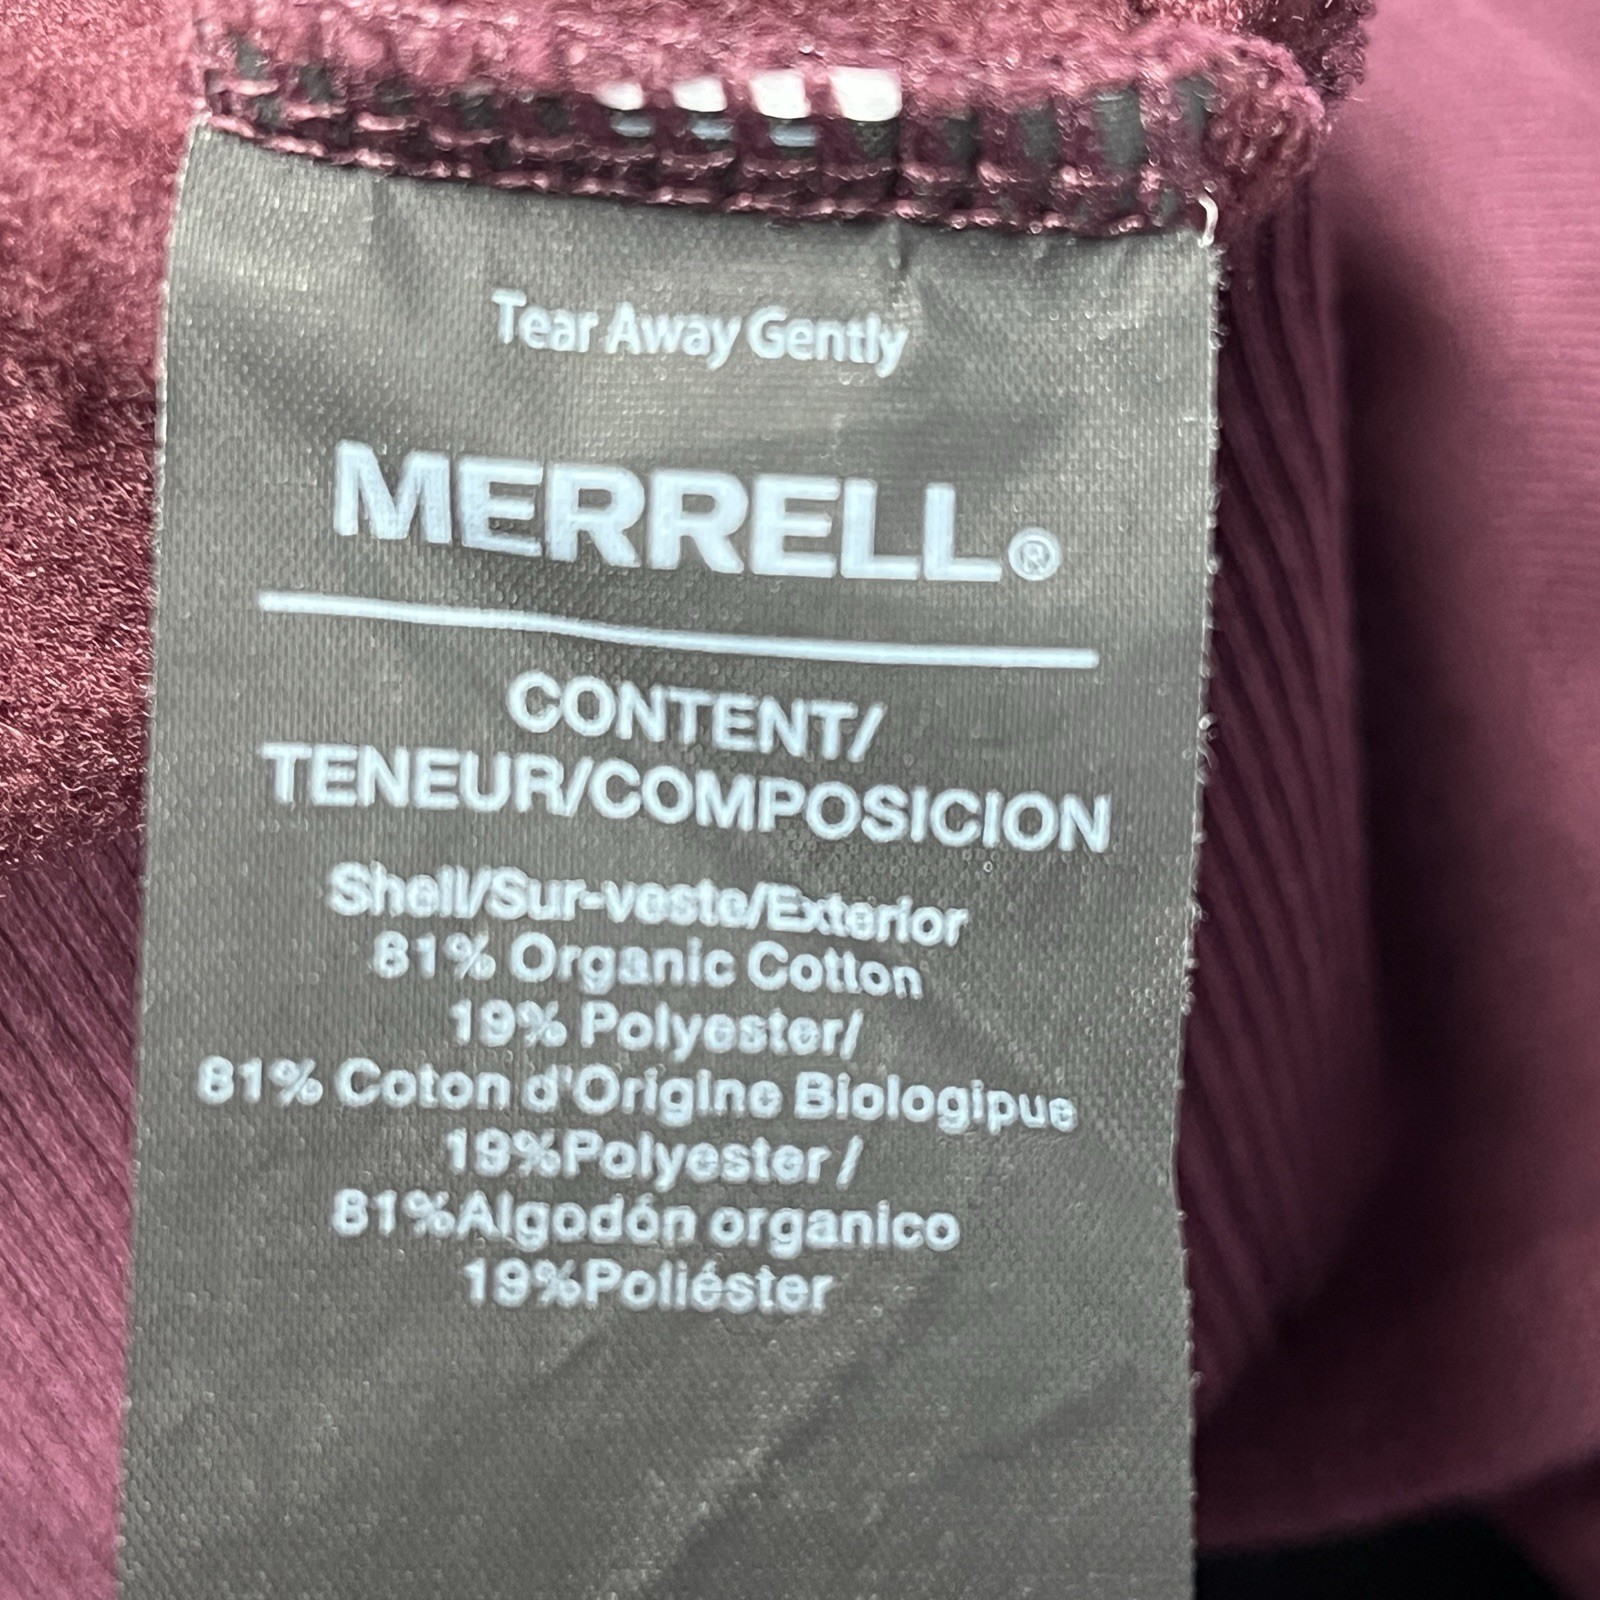 Tear Away Gently
MERRELL®
CONTENT/
TENEUR/COMPOSICION
Shell/Sur-veste/Exterior
81% Organic Cotton
19% Polyester/
81% Coton d'Origine Biologipue
19%Polyester /
81%Algodón organico
19%Poliéster